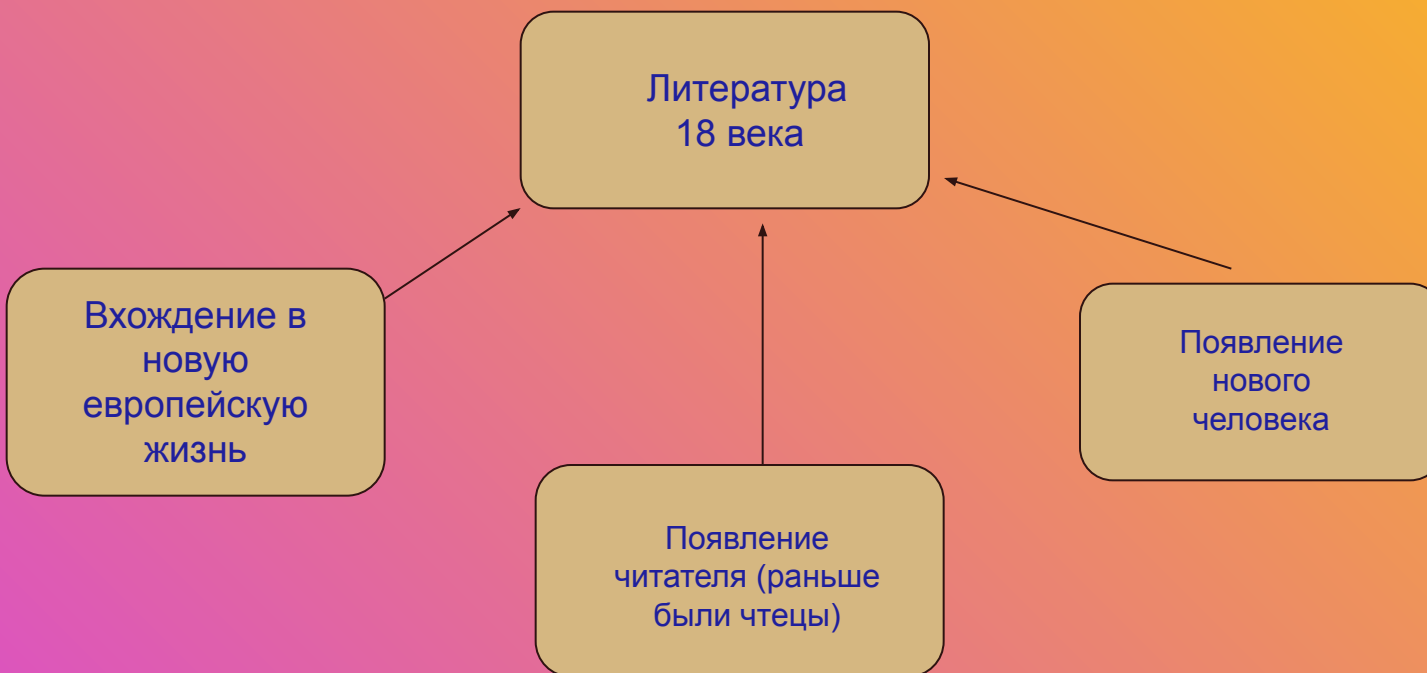 Литература
18 века
Вхождение в
новую
европейскую
жизнь
Появление
нового
человека
Появление
читателя (раньше
были чтецы)